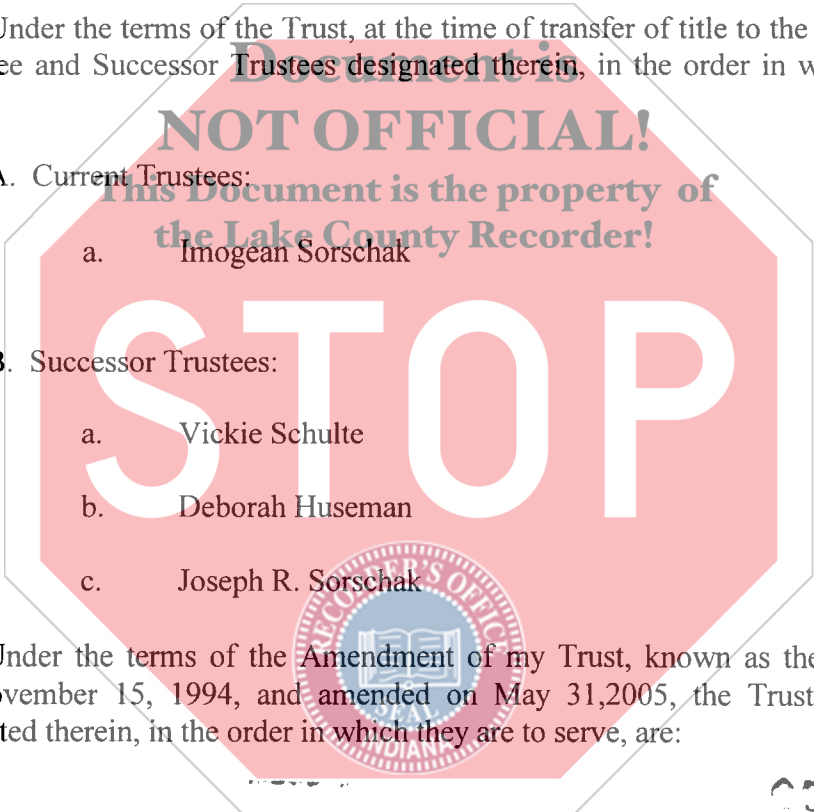 Under the terms of the Trust, at the time of transfer of title to the
ee and Successor Trustees designated therein, in the order in w
Document is
NOT OFFICIAL!
This Document is the property of
the Lake County Recorder!
A. Current Trustees:
a. Imogean Sorschak
STOP
B. Successor Trustees:
a. Vickie Schulte
b. Deborah Huseman
c. Joseph R. Sorschak
RECORDER'S OFFICE
SEAL
INDIANA
Under the terms of the Amendment of my Trust, known as the
ovember 15, 1994, and amended on May 31,2005, the Trust
ted therein, in the order in which they are to serve, are: